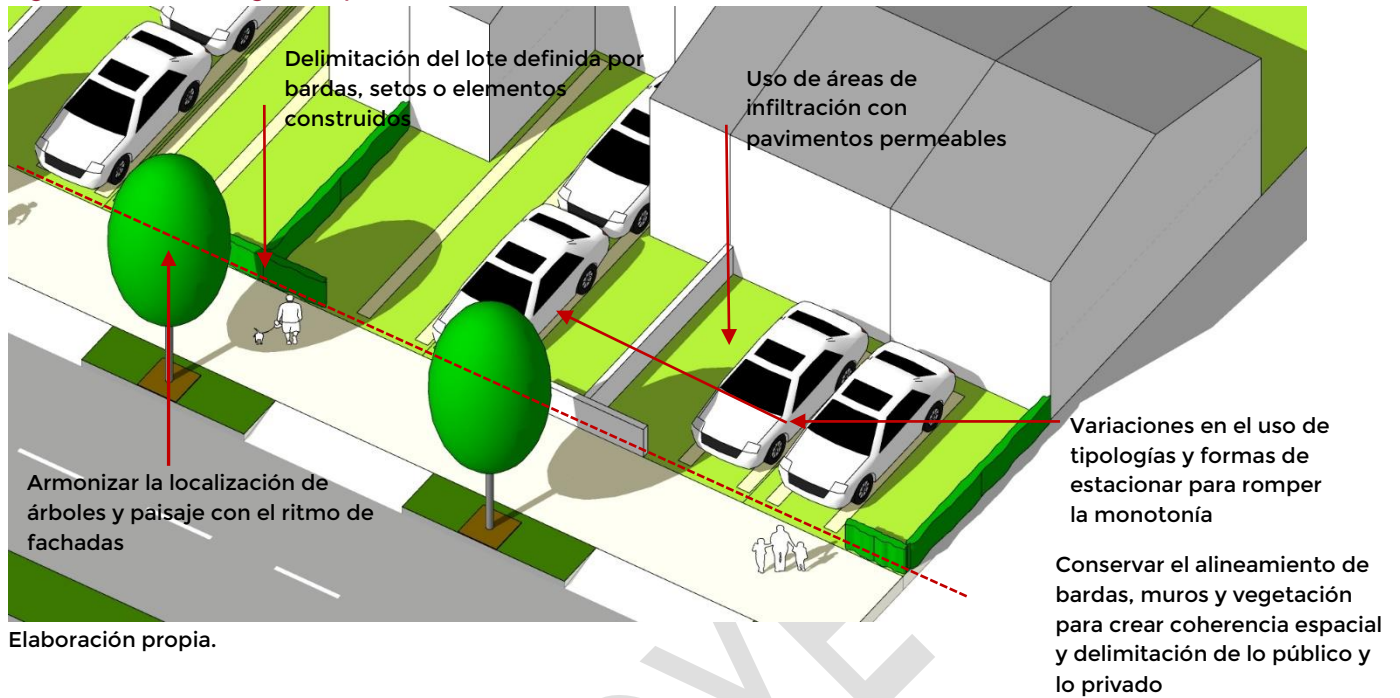 Delimitación del lote definida por
bardas, setos o elementos
construidos
Uso de áreas de
infiltración con
pavimentos permeables
Armonizar la localización de
árboles y paisaje con el ritmo de
fachadas
Variaciones en el uso de
tipologías y formas de
estacionar para romper
la monotonía
Conservar el alineamiento de
bardas, muros y vegetación
para crear coherencia espacial
y delimitación de lo público y
lo privado
Elaboración propia.